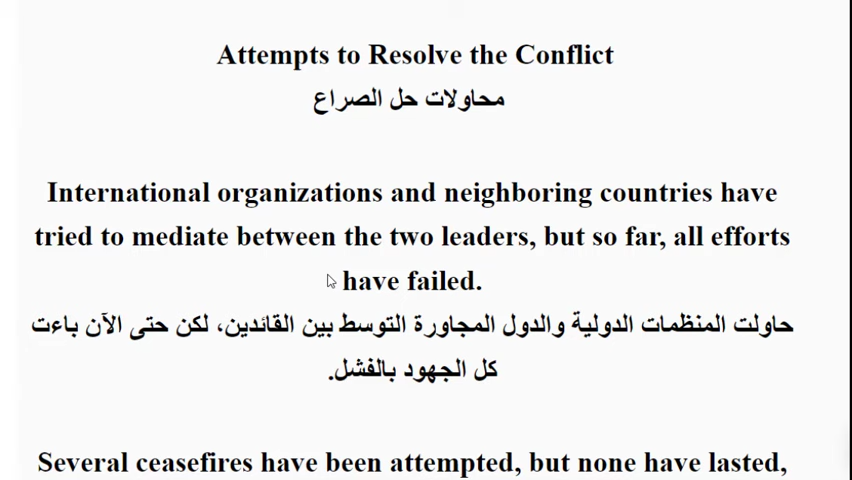 Attempts to Resolve the Conflict
محاولات حل الصراع
International organizations and neighboring countries have
tried to mediate between the two leaders, but so far, all efforts
have failed.
حاولت المنظمات الدولية والدول المجاورة التوسط بين القائدين، لكن حتى الآن باءت
كل الجهود بالفشل.
Several ceasefires have been attempted, but none have lasted,